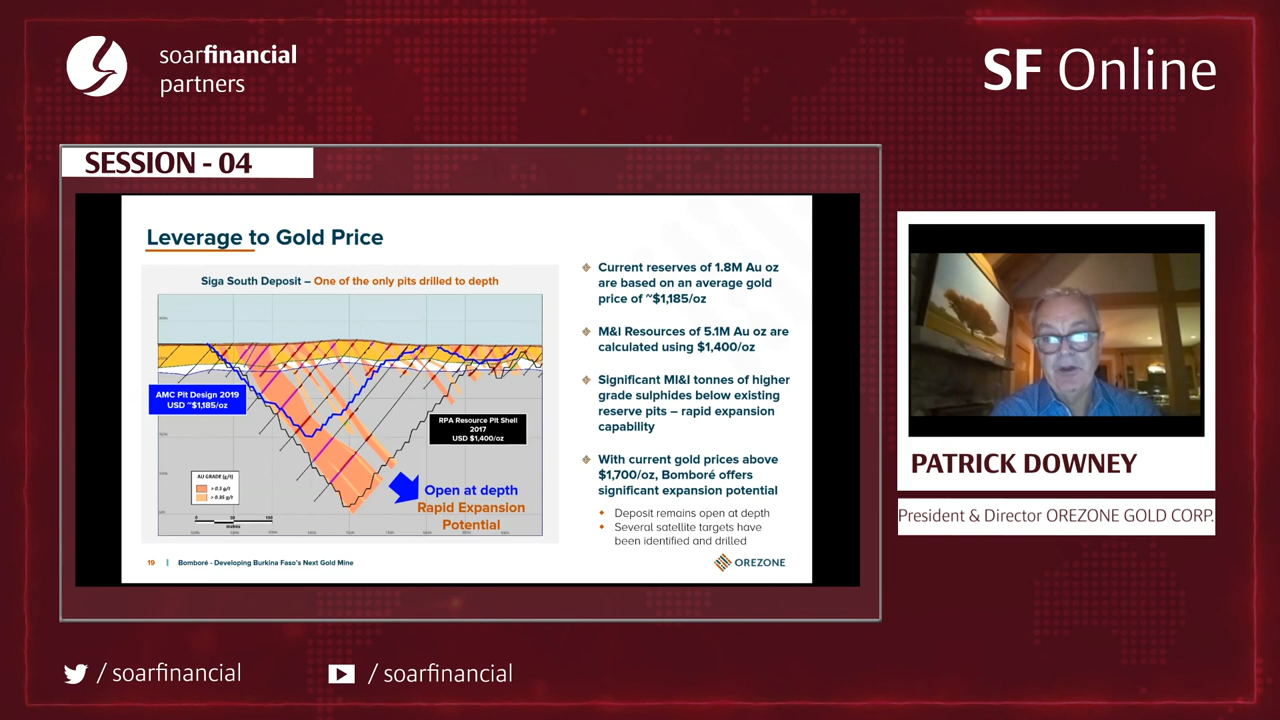 soarfinancial
partners
SF Online
SESSION - 04
Leverage to Gold Price
Siga South Deposit – One of the only pits drilled to depth
AMC Pit Design 2019
USD ~$1,185/oz
RPA Resource Pit Shell
2017
USD $1,400/oz
AU GRADE (g/t)
Open at depth
Rapid Expansion
Potential
Current reserves of 1.8M Au oz
are based on an average gold
price of ~$1,185/oz
M&I Resources of 5.1M Au oz are
calculated using $1,400/oz
Significant MI&I tonnes of higher
grade sulphides below existing
reserve pits – rapid expansion
capability
With current gold prices above
$1,700/oz, Bomboré offers
significant expansion potential
Deposit remains open at depth
Several satellite targets have
been identified and drilled
19 | Bomboré - Developing Burkina Faso's Next Gold Mine
OREZONE
PATRICK DOWNEY
President & Director OREZONE GOLD CORP.
/ soarfinancial
/ soarfinancial